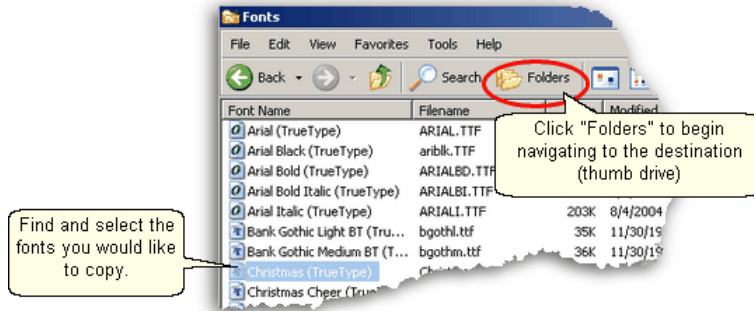 Fonts
File Edit View Favorites Tools Help
Back Search Folders
Font Name Filename Modified
Arial (TrueType) ARIAL.TTF
Arial Black (TrueType) ariblk.TTF
Arial Bold (TrueType) ARIALBD.TTF
Arial Bold Italic (TrueType) ARIALBI.TTF
Arial Italic (TrueType) ARIALI.TTF 203K 8/4/2004
Bank Gothic Light BT (Tru... bgothl.ttf 35K 11/30/19
Bank Gothic Medium BT (T... bgothm.ttf 36K 11/30/19
Christmas (TrueType)
Christmas Cheer
Click "Folders" to begin
navigating to the destination
(thumb drive)
Find and select the
fonts you would like
to copy.